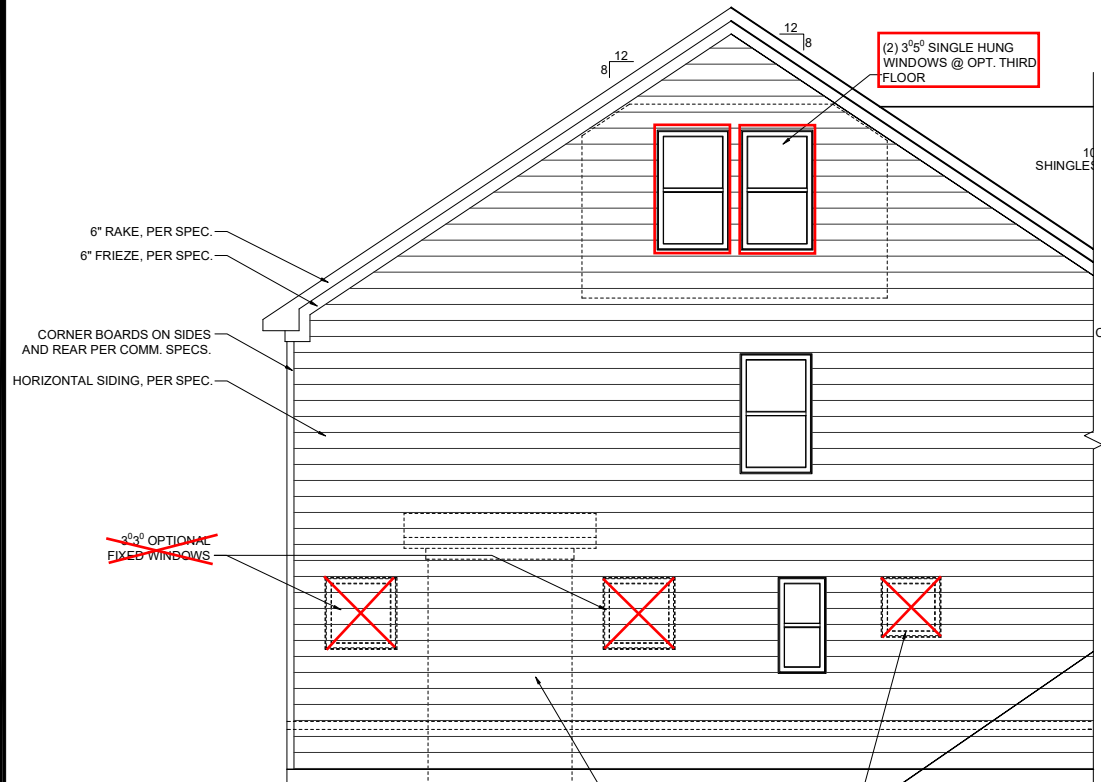 12
8
12
8
(2) 3⁰5⁰ SINGLE HUNG
WINDOWS @ OPT. THIRD
FLOOR
10
SHINGLES
6" RAKE, PER SPEC.
6" FRIEZE, PER SPEC.
CORNER BOARDS ON SIDES
AND REAR PER COMM. SPECS.
HORIZONTAL SIDING, PER SPEC.
3⁰3⁰ OPTIONAL
FIXED WINDOWS